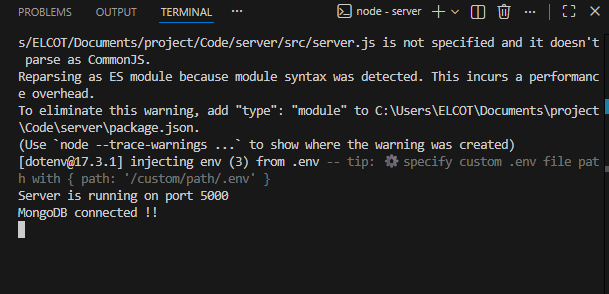 PROBLEMS OUTPUT TERMINAL ... node - server
s/ELCOT/Documents/project/Code/server/src/server.js is not specified and it doesn't
parse as CommonJS.
Reparsing as ES module because module syntax was detected. This incurs a performanc
e overhead.
To eliminate this warning, add "type": "module" to C:\Users\ELCOT\Documents\project
\Code\server\package.json.
(Use `node --trace-warnings ...` to show where the warning was created)
[dotenv@17.3.1] injecting env (3) from .env -- tip: ⚙️ specify custom .env file pat
h with { path: '/custom/path/.env' }
Server is running on port 5000
MongoDB connected !!